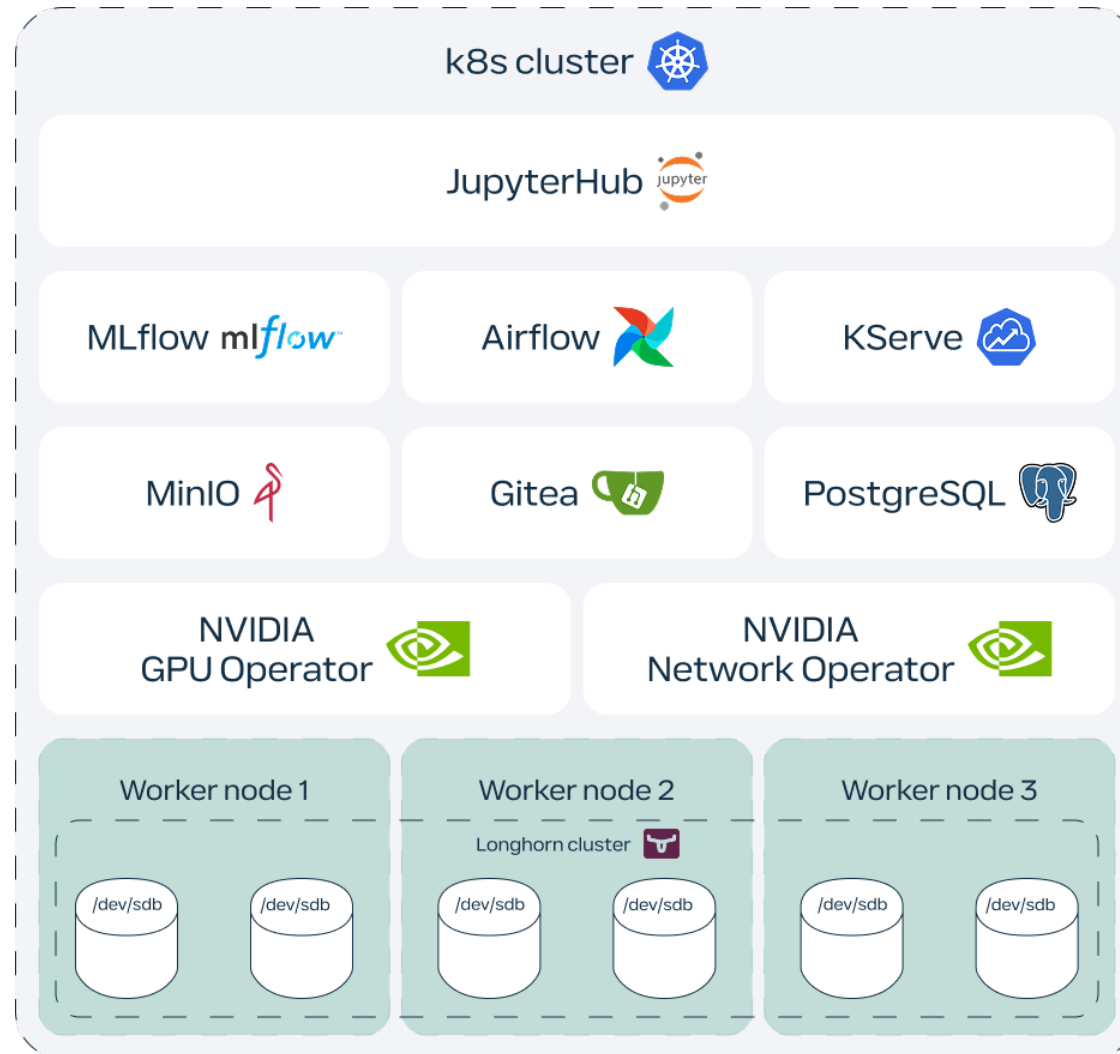 k8s cluster
JupyterHub jupyter
MLflow mlflow™
Airflow
KServe
MinIO
Gitea
PostgreSQL
NVIDIA
GPU Operator
NVIDIA
Network Operator
Worker node 1
Worker node 2
Worker node 3
Longhorn cluster
/dev/sdb
/dev/sdb
/dev/sdb
/dev/sdb
/dev/sdb
/dev/sdb